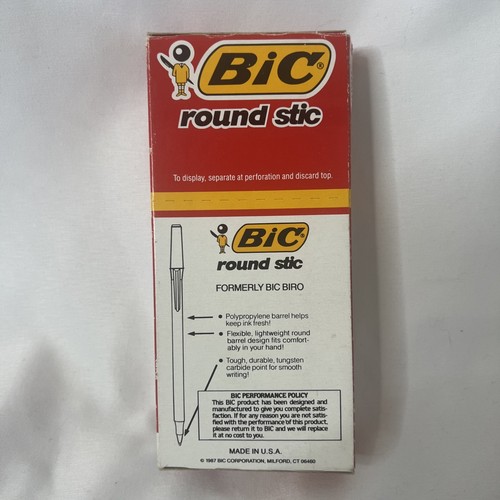 BiC®
round stic
To display, separate at perforation and discard top.
BiC®
round stic
FORMERLY BIC BIRO
• Polypropylene barrel helps
keep ink fresh!
• Flexible, lightweight round
barrel design fits comfort-
ably in your hand!
• Tough, durable, tungsten
carbide point for smooth
writing!
BIC PERFORMANCE POLICY
This BIC product has been designed and
manufactured to give you complete satis-
faction. If for any reason you are not satis-
fied with the performance of this product,
please return it to BIC and we will replace
it at no cost to you.
MADE IN U.S.A.
© 1987 BIC CORPORATION, MILFORD, CT 06460